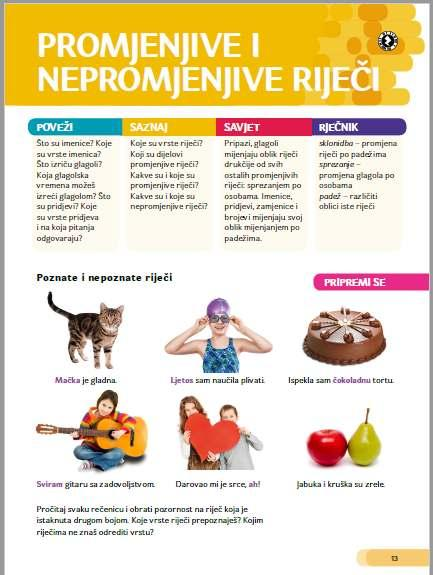 PROMJENJIVE I
NEPROMJENJIVE RIJEČI
POVEŽI
Što su imenice? Koje
su vrste imenica?
Što izriču glagoli?
Koja glagolska
vremena možeš
izreći glagolom? Što
su pridjevi? Koje
su vrste pridjeva
i na koja pitanja
odgovaraju?
SAZNAJ
Koje su vrste riječi?
Koji su dijelovi
promjenjive riječi?
Kakve su i koje su
promjenjive riječi?
Kakve su i koje su
nepromjenjive riječi?
SAVJET
Pripazi, glagoli
mijenjaju oblik riječi
drukčije od svih
ostalih promjenjivih
riječi: sprezanjem po
osobama. Imenice,
pridjevi, zamjenice i
brojevi mijenjaju svoj
oblik mijenjanjem po
padežima.
RJEČNIK
sklonidba – promjena
riječi po padežima
sprezanje –
promjena glagola po
osobama
padež – različiti
oblici iste riječi
Poznate i nepoznate riječi
PRIPREMI SE
Mačka je gladna.
Ljetos sam naučila plivati.
Ispekla sam čokoladnu tortu.
Sviram gitaru sa zadovoljstvom.
Darovao mi je srce, ah!
Jabuka i kruška su zrele.
Pročitaj svaku rečenicu i obrati pozornost na riječ koja je
istaknuta drugom bojom. Koje vrste riječi prepoznaješ? Kojim
riječima ne znaš odrediti vrstu?
13